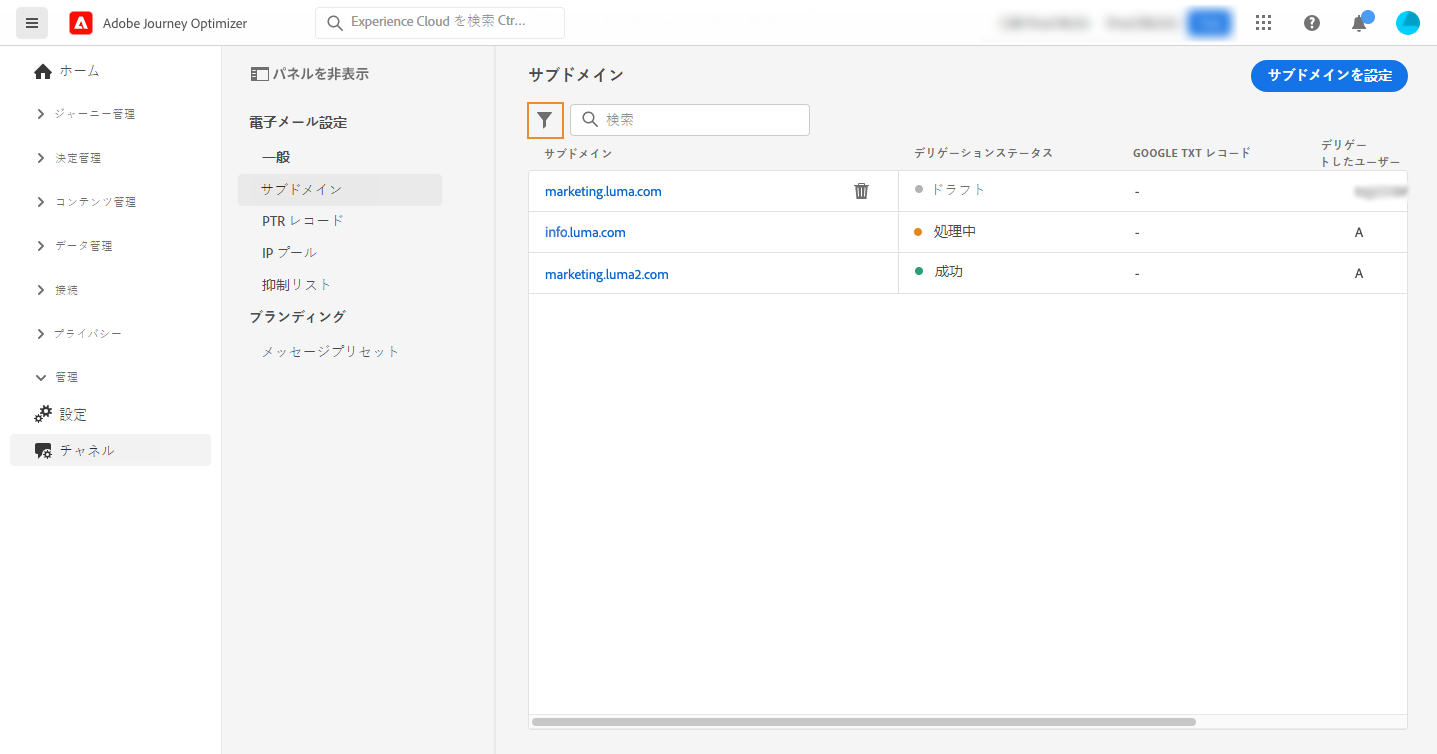 Adobe Journey Optimizer
Experience Cloud を検索 Ctr...
ホーム
ジャーニー管理
決定管理
コンテンツ管理
データ管理
接続
プライバシー
管理
設定
チャネル
パネルを非表示
電子メール設定
一般
サブドメイン
PTR レコード
IP プール
抑制リスト
ブランディング
メッセージプリセット
サブドメイン
サブドメインを設定
検索
サブドメイン
デリゲーションステータス
GOOGLE TXT レコード
デリゲー
トしたユーザー
marketing.luma.com
ドラフト
-
info.luma.com
処理中
-
A
marketing.luma2.com
成功
-
A